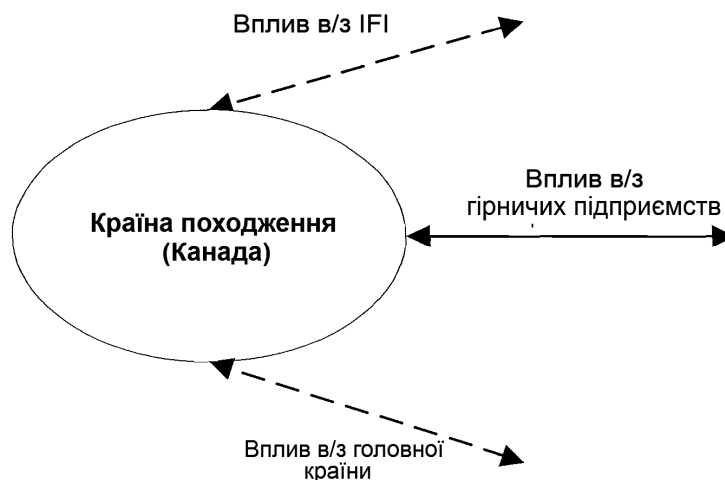 Вплив в/з IFI
Вплив в/з
гірничих підприємств
Країна походження
(Канада)
Вплив в/з головної
країни